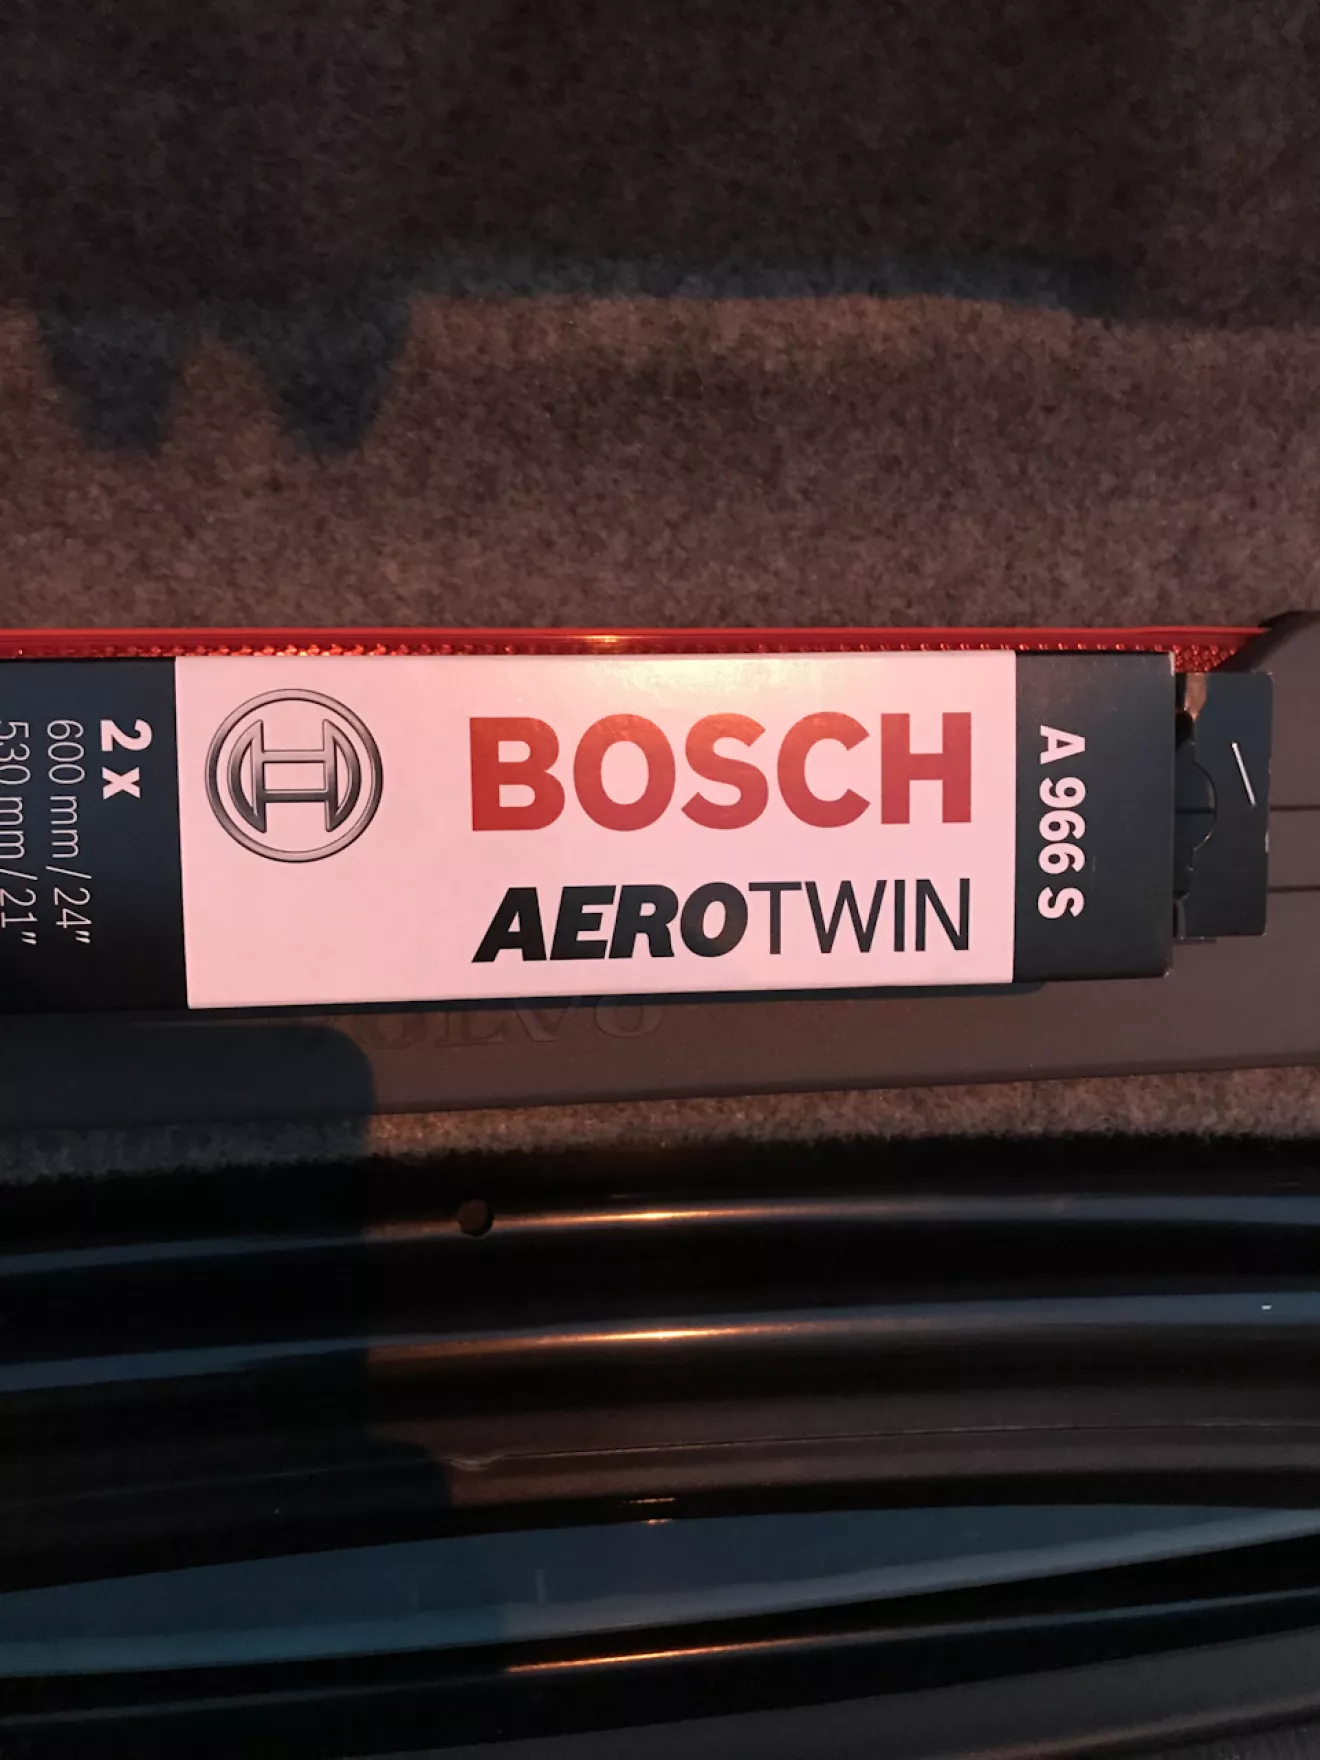 BOSCH
AEROTWIN
A 966 S
2 x
600 mm / 24"
530 mm / 21"